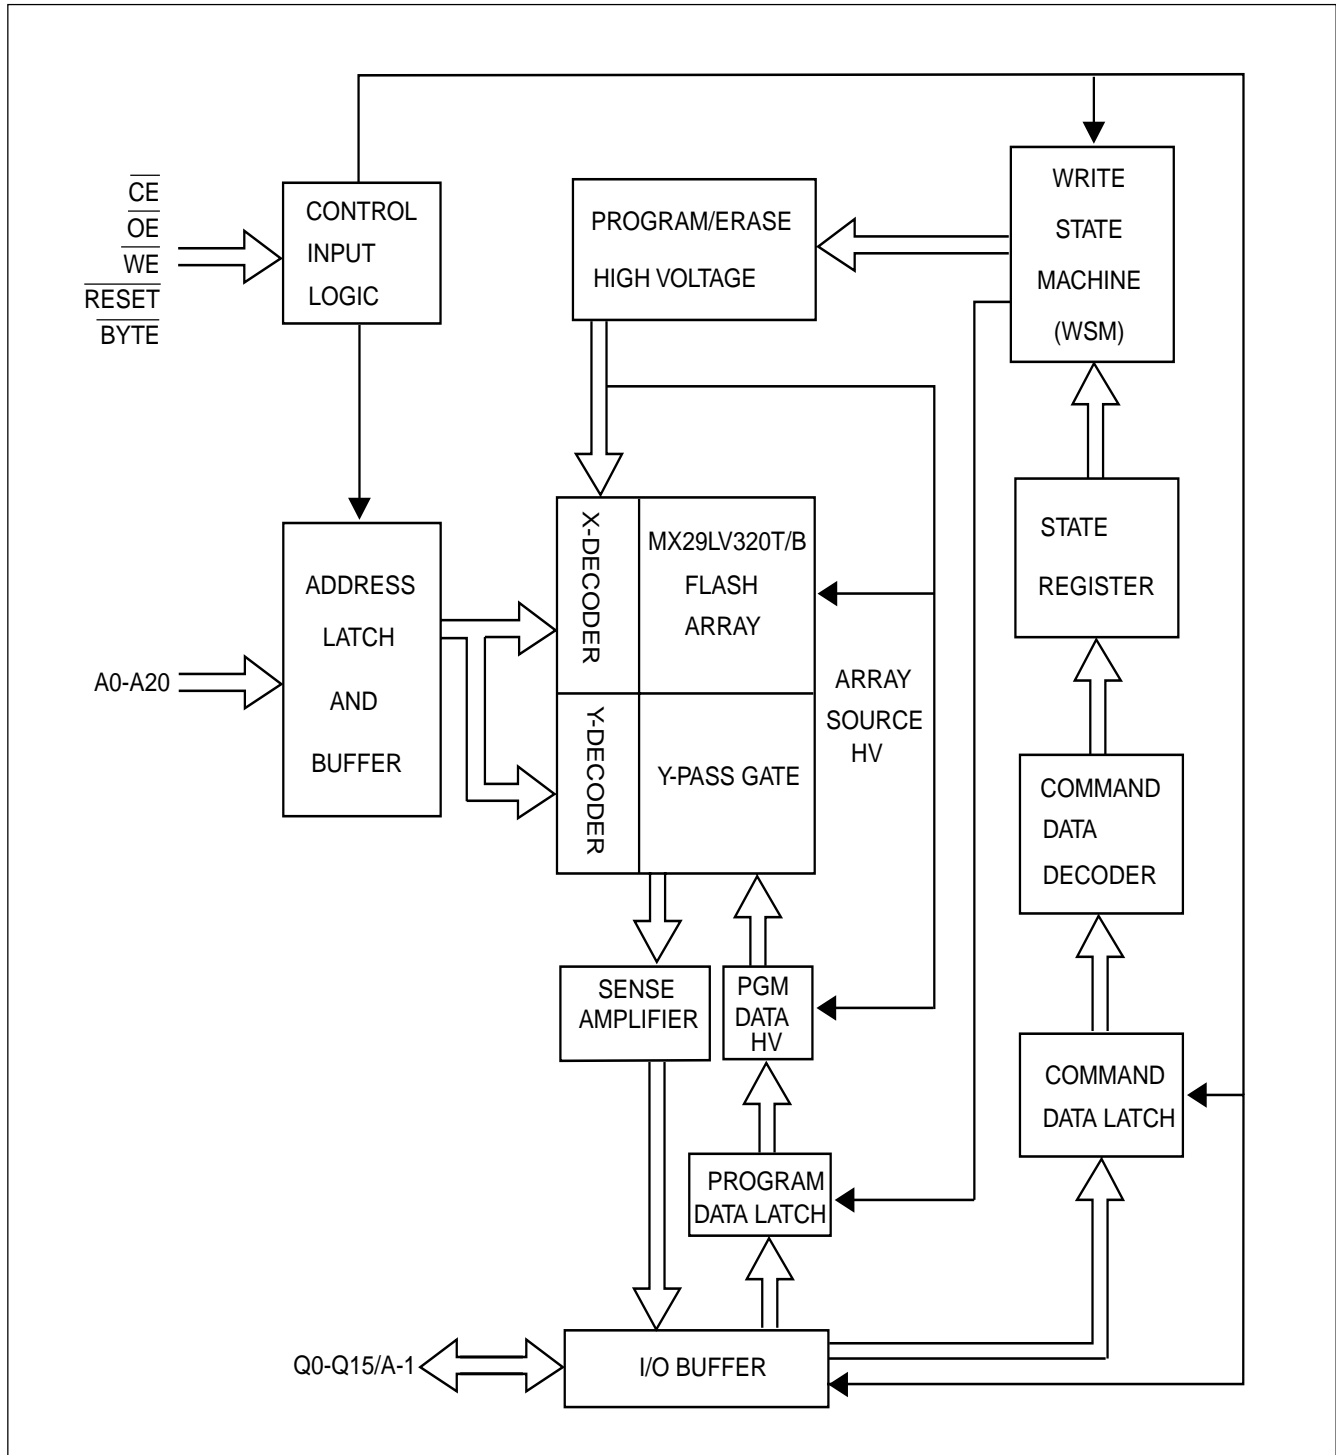 CE
OE
WE
RESET
BYTE
CONTROL
INPUT
LOGIC
PROGRAM/ERASE
HIGH VOLTAGE
WRITE
STATE
MACHINE
(WSM)
STATE
REGISTER
A0-A20
ADDRESS
LATCH
AND
BUFFER
X-DECODER
MX29LV320T/B
FLASH
ARRAY
Y-DECODER
Y-PASS GATE
ARRAY
SOURCE
HV
COMMAND
DATA
DECODER
SENSE
AMPLIFIER
PGM
DATA
HV
COMMAND
DATA LATCH
PROGRAM
DATA LATCH
Q0-Q15/A-1
I/O BUFFER